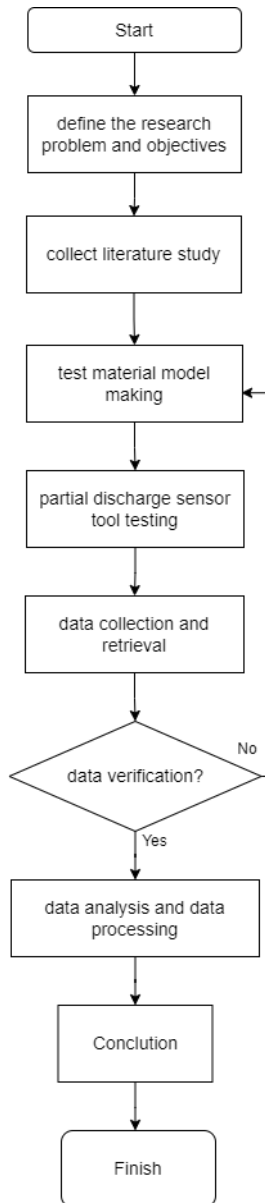 Start
define the research
problem and objectives
collect literature study
test material model
making
partial discharge sensor
tool testing
data collection and
retrieval
data verification?
No
Yes
data analysis and data
processing
Conclution
Finish